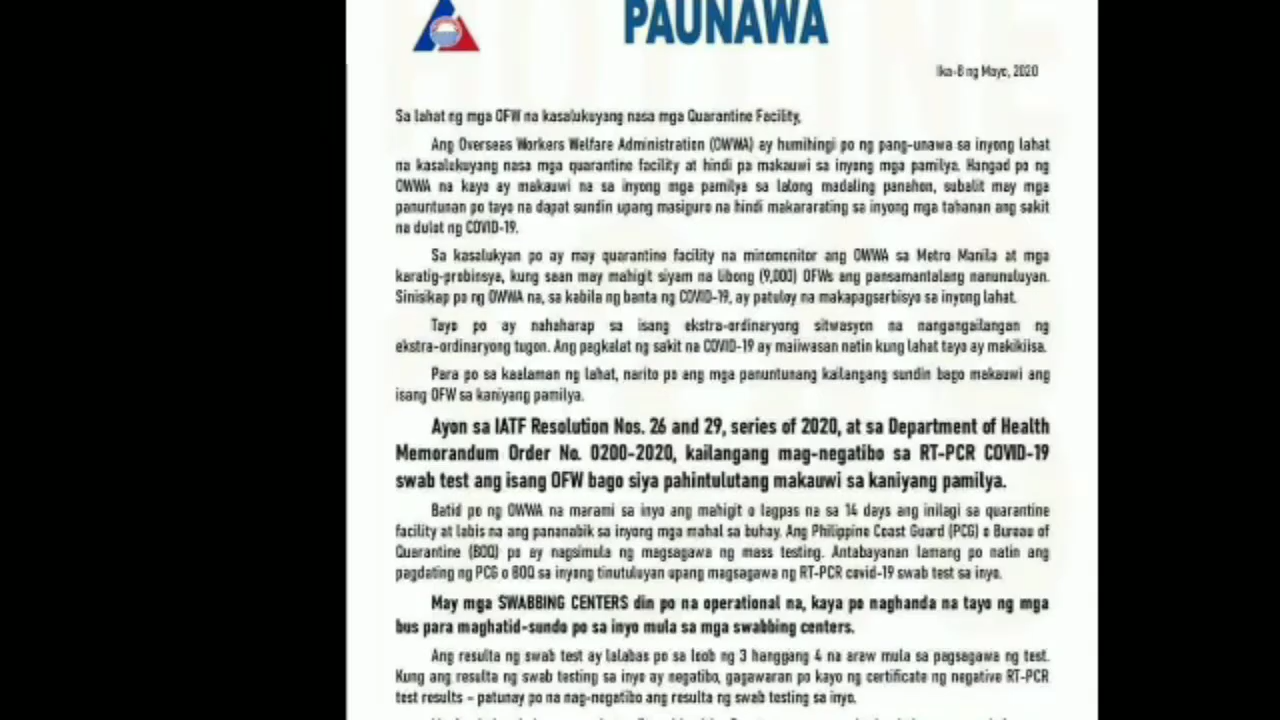 PAUNAWA
Ika-8 ng Mayo, 2020
Sa lahat ng mga OFW na kasalukuyang nasa mga Quarantine Facility,
Ang Overseas Workers Welfare Administration (OWWA) ay humihingi po ng pang-unawa sa inyong lahat
na kasalukuyang nasa mga quarantine facility at hindi pa makauwi sa inyong mga pamilya. Hangad po ng
OWWA na kayo ay makauwi na sa inyong mga pamilya sa lalong madaling panahon, subalit may mga
panuntunan po tayo na dapat sundin upang masiguro na hindi makararating sa inyong mga tahanan ang sakit
na dulot ng COVID-19.
Sa kasalukyan po ay may quarantine facility na minomonitor ang OWWA sa Metro Manila at mga
karatig-probinsya, kung saan may mahigit siyam na libong (9,000) OFWs ang pansamantalang nanunuluyan.
Sinisikap po ng OWWA na, sa kabila ng banta ng COVID-19, ay patuloy na makapagserbisyo sa inyong lahat.
Tayo po ay nahaharap sa isang ekstra-ordinaryong sitwasyon na nangangailangan ng
ekstra-ordinaryong tugon. Ang pagkalat ng sakit na COVID-19 ay maiiwasan natin kung lahat tayo ay makikiisa.
Para po sa kaalaman ng lahat, narito po ang mga panuntunang kailangang sundin bago makauwi ang
isang OFW sa kaniyang pamilya.
Ayon sa IATF Resolution Nos. 26 and 29, series of 2020, at sa Department of Health
Memorandum Order No. 0200-2020, kailangang mag-negatibo sa RT-PCR COVID-19
swab test ang isang OFW bago siya pahintulutang makauwi sa kaniyang pamilya.
Batid po ng OWWA na marami sa inyo ang mahigit o lagpas na sa 14 days ang inilagi sa quarantine
facility at labis na ang pananabik sa inyong mga mahal sa buhay. Ang Philippine Coast Guard (PCG) o Bureau of
Quarantine (BOQ) po ay nagsimula ng magsagawa ng mass testing. Antabayanan lamang po natin ang
pagdating ng PCG o BOQ sa inyong tinutuluyan upang magsagawa ng RT-PCR covid-19 swab test sa inyo.
May mga SWABBING CENTERS din po na operational na, kaya po naghanda na tayo ng mga
bus para maghatid-sundo po sa inyo mula sa mga swabbing centers.
Ang resulta ng swab test ay lalabas po sa loob ng 3 hanggang 4 na araw mula sa pagsagawa ng test.
Kung ang resulta ng swab testing sa inyo ay negatibo, gagawaran po kayo ng certificate ng negative RT-PCR
test results – patunay po na nag-negatibo ang resulta ng swab testing sa inyo.